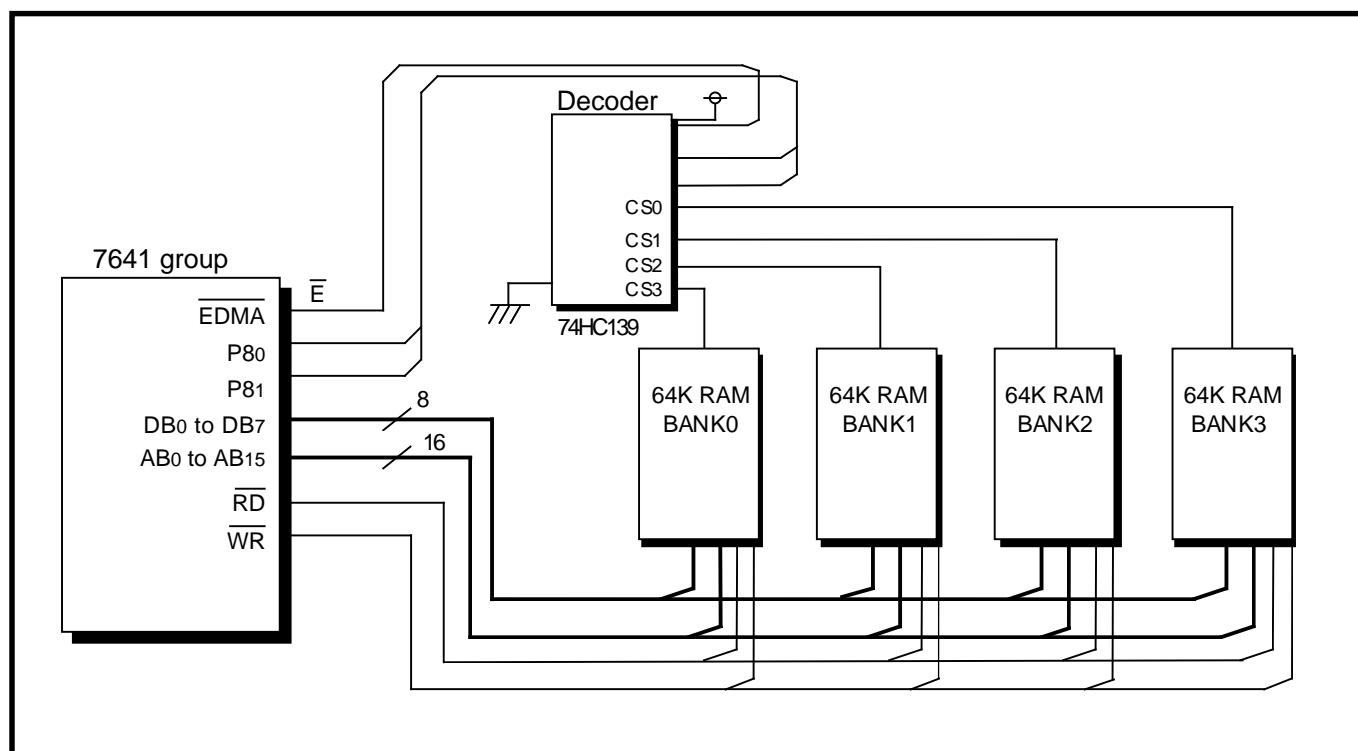 Decoder
CS0
CS1
CS2
CS3
74HC139
7641 group
E
EDMA
P80
P81
DB0 to DB7
AB0 to AB15
RD
WR
8
16
64K RAM
BANK0
64K RAM
BANK1
64K RAM
BANK2
64K RAM
BANK3